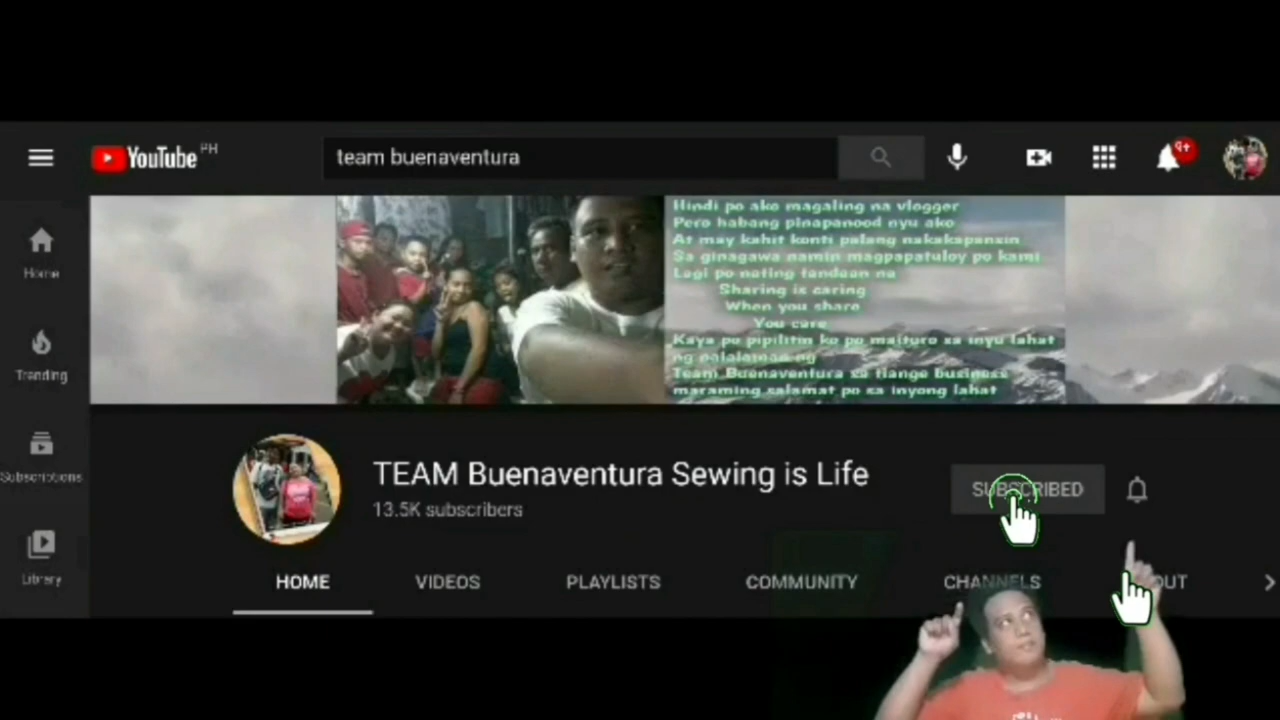 YouTube PH
team buenaventura
9+
Home
Trending
Subscriptions
Library
Hindi po ako magaling na vlogger
Pero habang pinapanood nyu ako
At may kahit konti palang nakakapansin
Sa ginagawa namin magpapatuloy po kami
Lagi po nating tandaan na
Sharing is caring
When you share
You care
Kaya po pipilitin ko po maituro sa inyu lahat
ng nalalaman ng
Team Buenaventura sa tiange business
maraming salamat po sa inyong lahat
TEAM Buenaventura Sewing is Life
13.5K subscribers
SUBSCRIBED
HOME VIDEOS PLAYLISTS COMMUNITY CHANNELS OUT